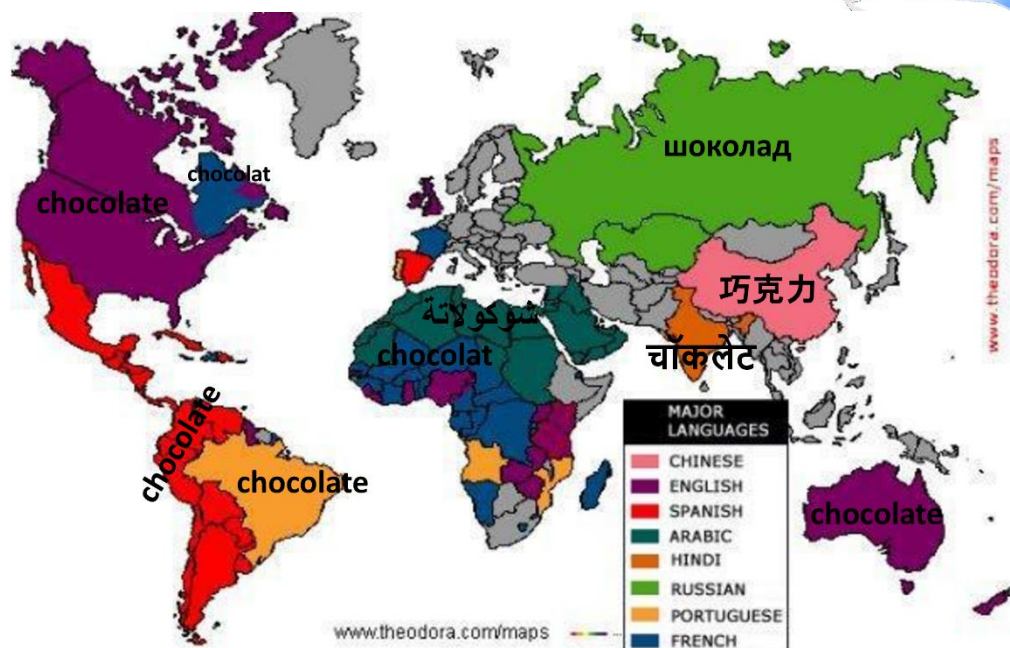 шоколад
chocolat
chocolate
巧克力
شوكولاتة
chocolat
चॉकलेट
chocolate
chocolate
chocolate
MAJOR
LANGUAGES
CHINESE
ENGLISH
SPANISH
ARABIC
HINDI
RUSSIAN
PORTUGUESE
FRENCH
www.theodora.com/maps
www.theodora.com/maps